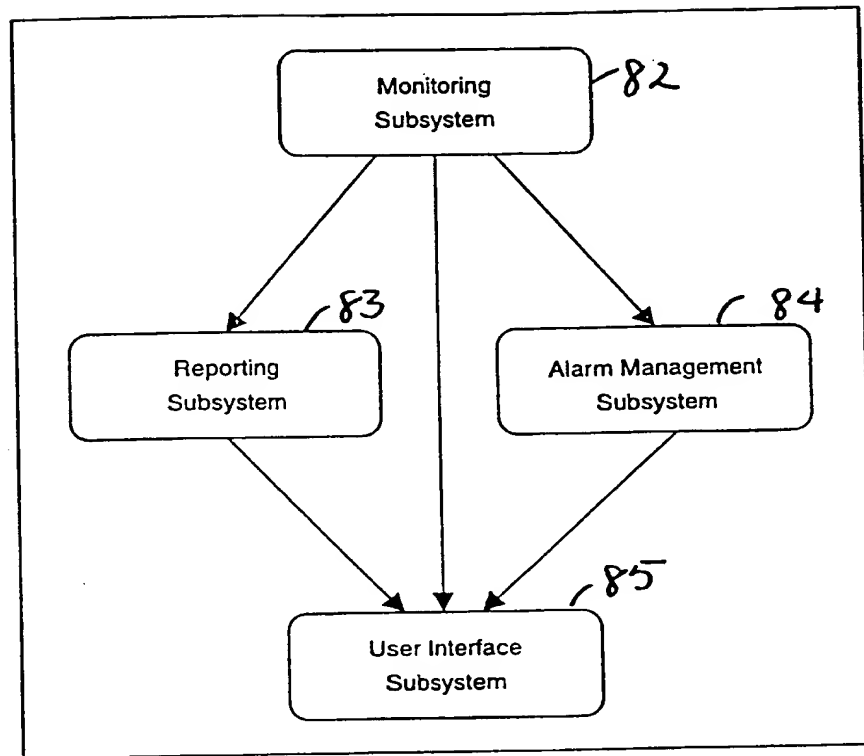 Monitoring
Subsystem
82
Reporting
Subsystem
83
Alarm Management
Subsystem
84
User Interface
Subsystem
85